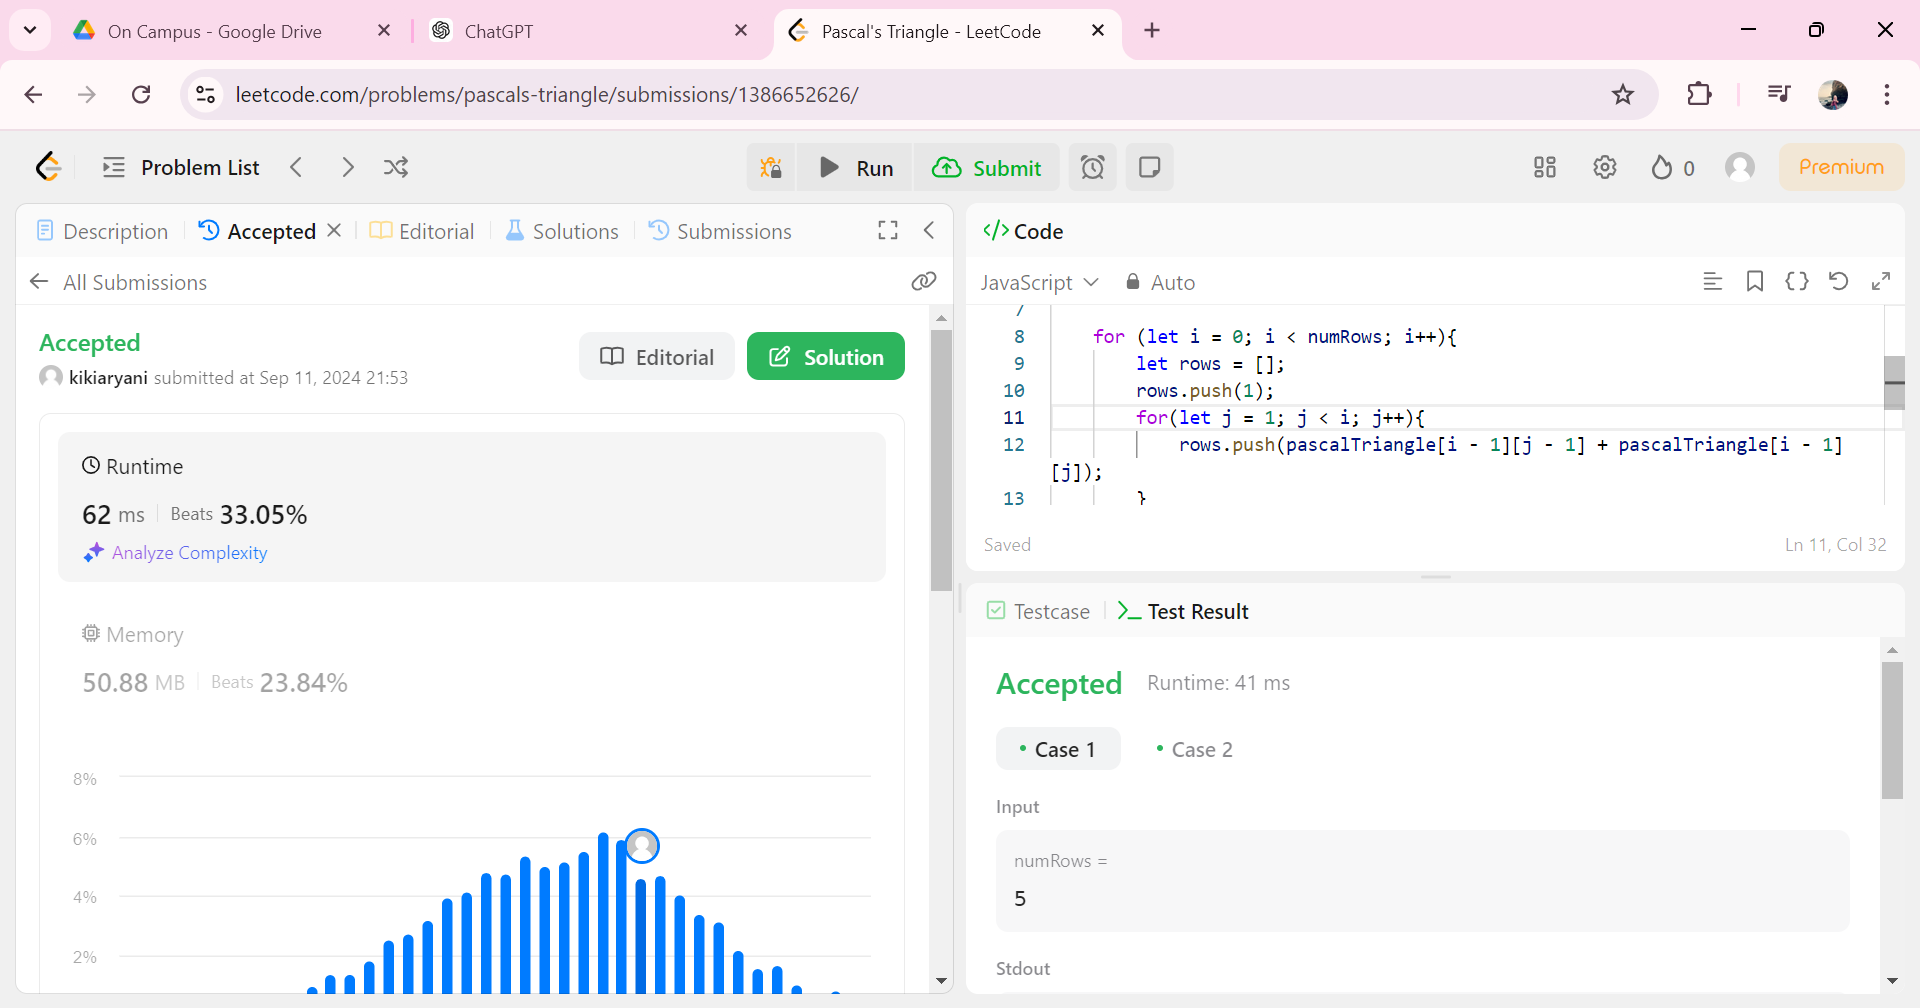 On Campus - Google Drive
ChatGPT
Pascal's Triangle - LeetCode
leetcode.com/problems/pascals-triangle/submissions/1386652626/
Problem List
Run
Submit
0
Premium
Description
Accepted
Editorial
Solutions
Submissions
All Submissions
Accepted
kikiaryani submitted at Sep 11, 2024 21:53
Editorial
Solution
Runtime
62 ms
Beats 33.05%
Analyze Complexity
Memory
50.88 MB
Beats 23.84%
8%
6%
4%
2%
</> Code
JavaScript
Auto
7
8 for (let i = 0; i < numRows; i++){
9 let rows = [];
10 rows.push(1);
11 for(let j = 1; j < i; j++){
12 rows.push(pascalTriangle[i - 1][j - 1] + pascalTriangle[i - 1]
[j]);
13 }
Saved
Ln 11, Col 32
Testcase
Test Result
Accepted
Runtime: 41 ms
Case 1
Case 2
Input
numRows =
5
Stdout